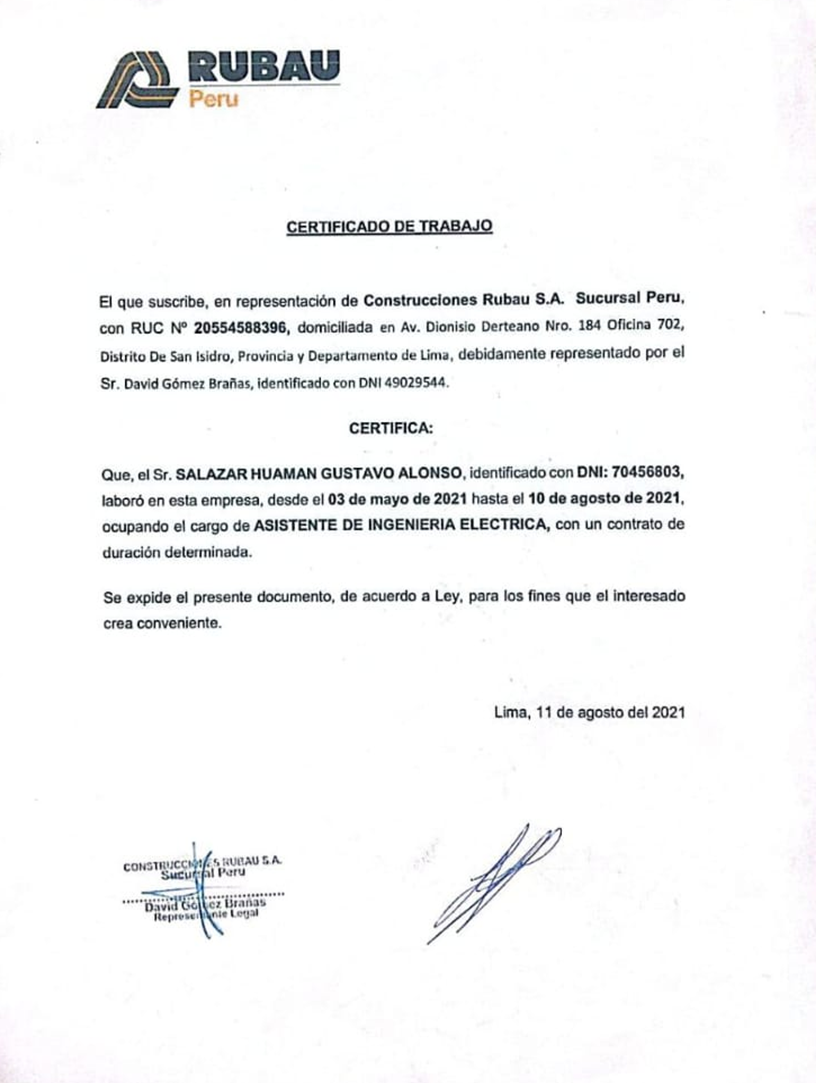 RUBAU
Peru
CERTIFICADO DE TRABAJO
El que suscribe, en representación de Construcciones Rubau S.A. Sucursal Peru,
con RUC Nº 20554588396, domiciliada en Av. Dionisio Derteano Nro. 184 Oficina 702,
Distrito De San Isidro, Provincia y Departamento de Lima, debidamente representado por el
Sr. David Gómez Brañas, identificado con DNI 49029544.
CERTIFICA:
Que, el Sr. SALAZAR HUAMAN GUSTAVO ALONSO, identificado con DNI: 70456803,
laboró en esta empresa, desde el 03 de mayo de 2021 hasta el 10 de agosto de 2021,
ocupando el cargo de ASISTENTE DE INGENIERIA ELECTRICA, con un contrato de
duración determinada.
Se expide el presente documento, de acuerdo a Ley, para los fines que el interesado
crea conveniente.
Lima, 11 de agosto del 2021
CONSTRUCCIONES RUBAU S.A.
Sucursal Peru
David Gómez Brañas
Representante Legal